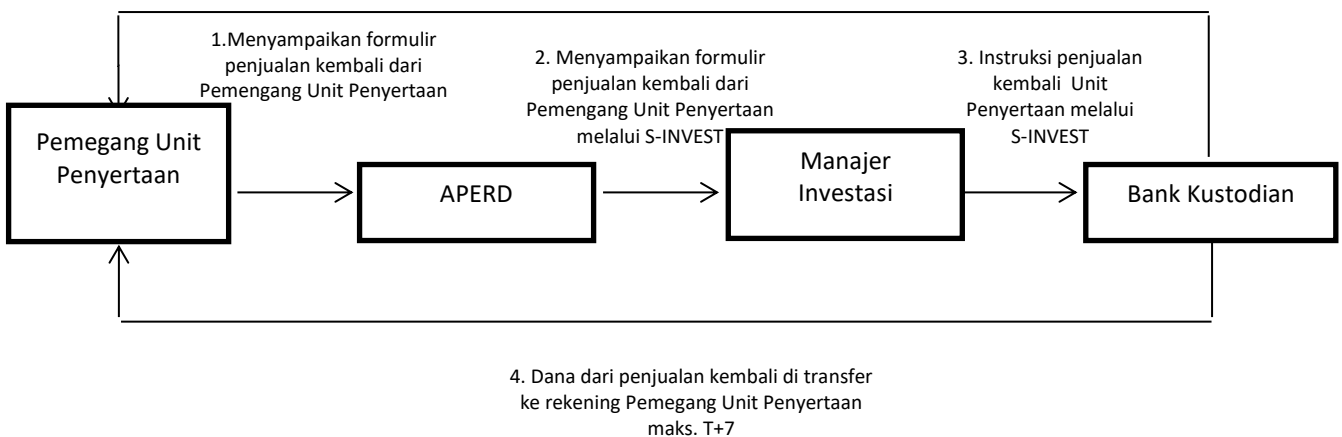 1.Menyampaikan formulir
penjualan kembali dari
Pemengang Unit Penyertaan
2. Menyampaikan formulir
penjualan kembali dari
Pemengang Unit Penyertaan
melalui S-INVEST
3. Instruksi penjualan
kembali Unit
Penyertaan melalui
S-INVEST
Pemegang Unit
Penyertaan
APERD
Manajer
Investasi
Bank Kustodian
4. Dana dari penjualan kembali di transfer
ke rekening Pemegang Unit Penyertaan
maks. T+7